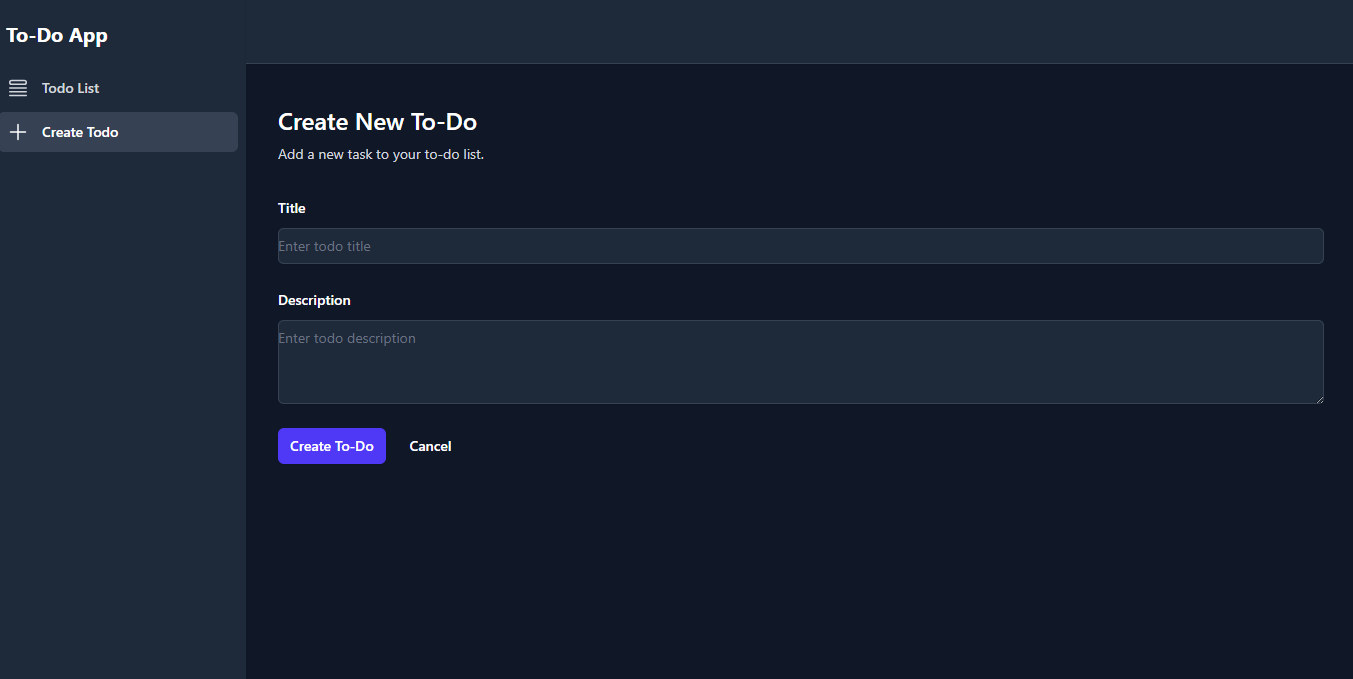 To-Do App
Todo List
Create Todo
Create New To-Do
Add a new task to your to-do list.
Title
Enter todo title
Description
Enter todo description
Create To-Do
Cancel